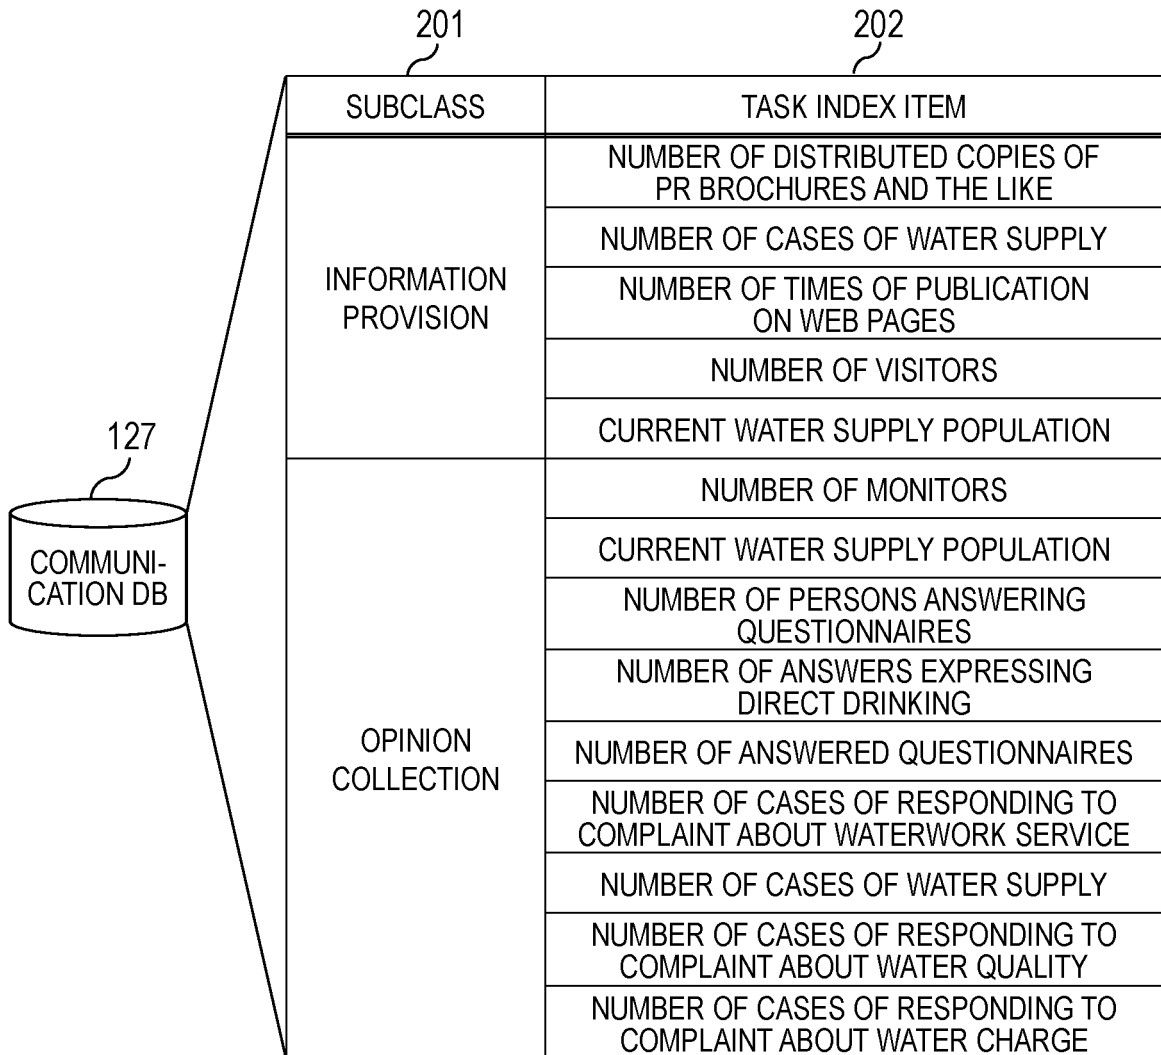 201
202
SUBCLASS
TASK INDEX ITEM
INFORMATION
PROVISION
NUMBER OF DISTRIBUTED COPIES OF
PR BROCHURES AND THE LIKE
NUMBER OF CASES OF WATER SUPPLY
NUMBER OF TIMES OF PUBLICATION
ON WEB PAGES
NUMBER OF VISITORS
CURRENT WATER SUPPLY POPULATION
127
COMMUNI-
CATION DB
OPINION
COLLECTION
NUMBER OF MONITORS
CURRENT WATER SUPPLY POPULATION
NUMBER OF PERSONS ANSWERING
QUESTIONNAIRES
NUMBER OF ANSWERS EXPRESSING
DIRECT DRINKING
NUMBER OF ANSWERED QUESTIONNAIRES
NUMBER OF CASES OF RESPONDING TO
COMPLAINT ABOUT WATERWORK SERVICE
NUMBER OF CASES OF WATER SUPPLY
NUMBER OF CASES OF RESPONDING TO
COMPLAINT ABOUT WATER QUALITY
NUMBER OF CASES OF RESPONDING TO
COMPLAINT ABOUT WATER CHARGE